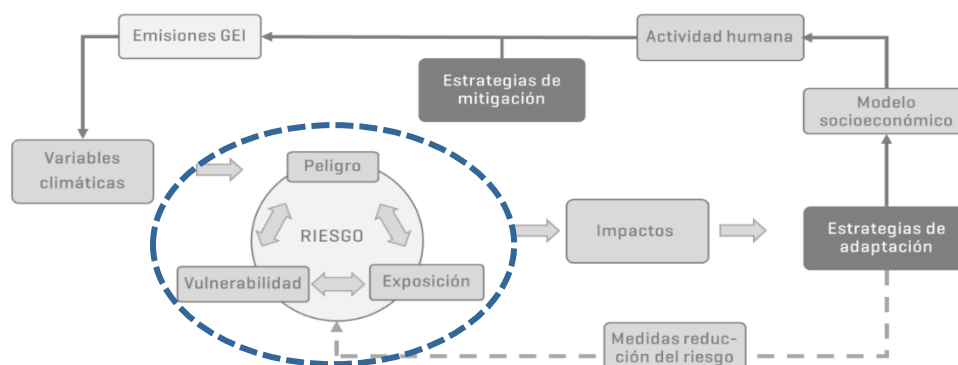 Emisiones GEI
Actividad humana
Estrategias de
mitigación
Modelo
socioeconómico
Variables
climáticas
Peligro
RIESGO
Vulnerabilidad
Exposición
Impactos
Estrategias de
adaptación
Medidas reduc-
ción del riesgo